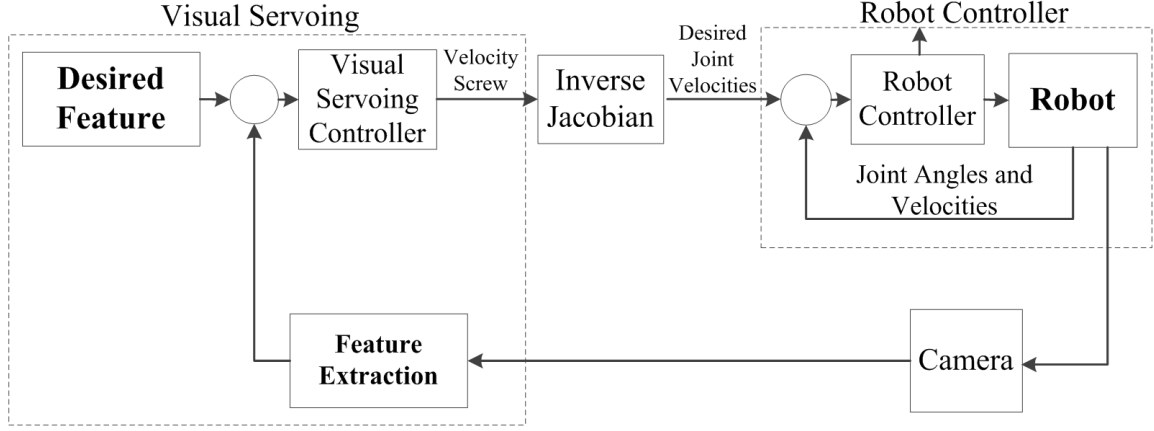 Visual Servoing
Robot Controller
Desired
Feature
Visual
Servoing
Controller
Velocity
Screw
Inverse
Jacobian
Desired
Joint
Velocities
Robot
Controller
Robot
Joint Angles and
Velocities
Feature
Extraction
Camera